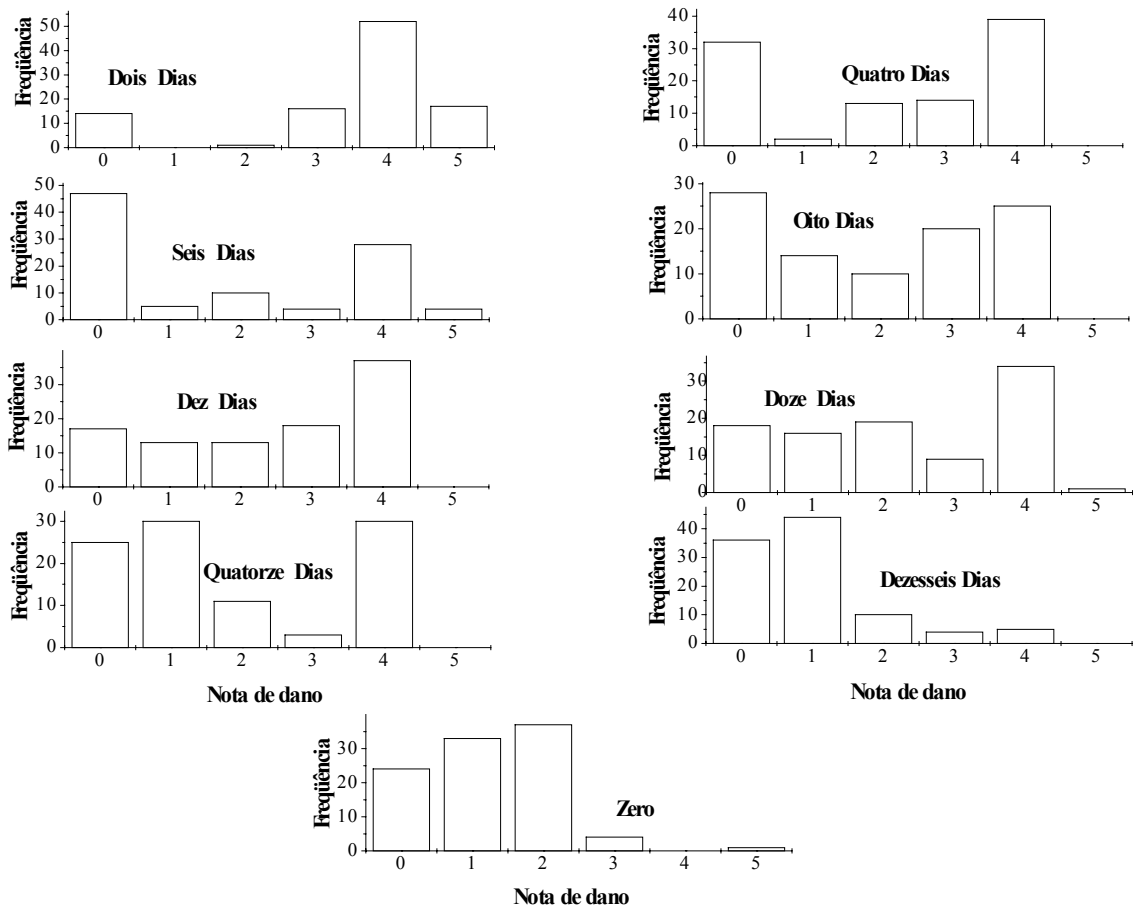 Freqüência
50
40
30
20
10
0
Dois Dias
0 1 2 3 4 5
Freqüência
40
30
20
10
0
Quatro Dias
0 1 2 3 4 5
Freqüência
50
40
30
20
10
0
Seis Dias
0 1 2 3 4 5
Freqüência
30
20
10
0
Oito Dias
0 1 2 3 4 5
Freqüência
30
20
10
0
Dez Dias
0 1 2 3 4 5
Freqüência
30
20
10
0
Doze Dias
0 1 2 3 4 5
Freqüência
30
20
10
0
Quatorze Dias
0 1 2 3 4 5
Nota de dano
Freqüência
40
30
20
10
0
Dezesseis Dias
0 1 2 3 4 5
Nota de dano
Freqüência
30
20
10
0
Zero
0 1 2 3 4 5
Nota de dano